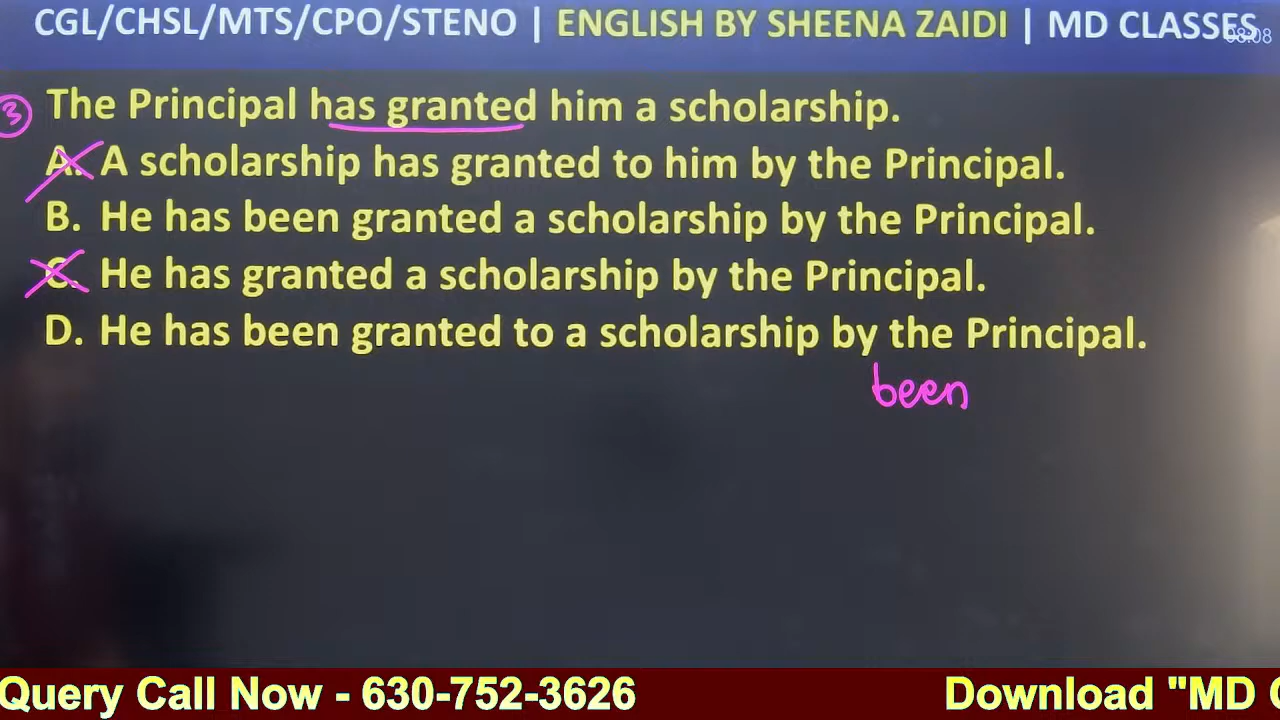 CGL/CHSL/MTS/CPO/STENO | ENGLISH BY SHEENA ZAIDI | MD CLASSES
08:08
3 The Principal has granted him a scholarship.
A. A scholarship has granted to him by the Principal.
B. He has been granted a scholarship by the Principal.
C. He has granted a scholarship by the Principal.
D. He has been granted to a scholarship by the Principal.
been
Query Call Now - 630-752-3626 Download "MD